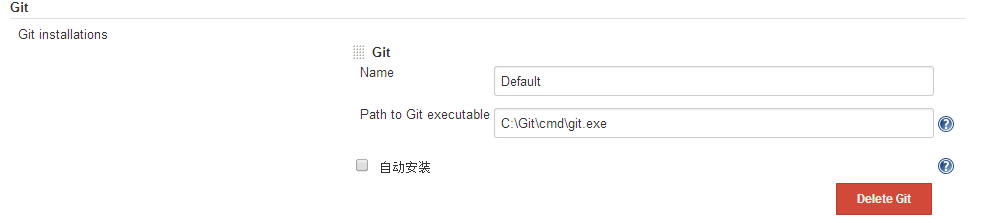 Git
Git installations
Git
Name
Default
Path to Git executable
C:\Git\cmd\git.exe
?
自动安装
?
Delete Git